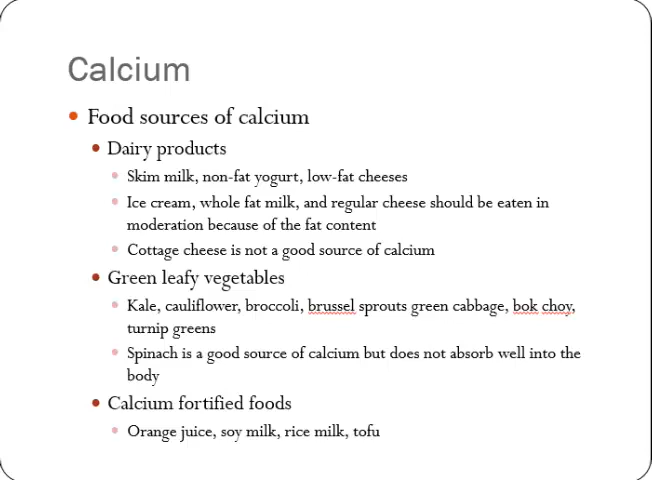 Calcium
• Food sources of calcium
• Dairy products
• Skim milk, non-fat yogurt, low-fat cheeses
• Ice cream, whole fat milk, and regular cheese should be eaten in
moderation because of the fat content
• Cottage cheese is not a good source of calcium
• Green leafy vegetables
• Kale, cauliflower, broccoli, brussel sprouts green cabbage, bok choy,
turnip greens
• Spinach is a good source of calcium but does not absorb well into the
body
• Calcium fortified foods
• Orange juice, soy milk, rice milk, tofu